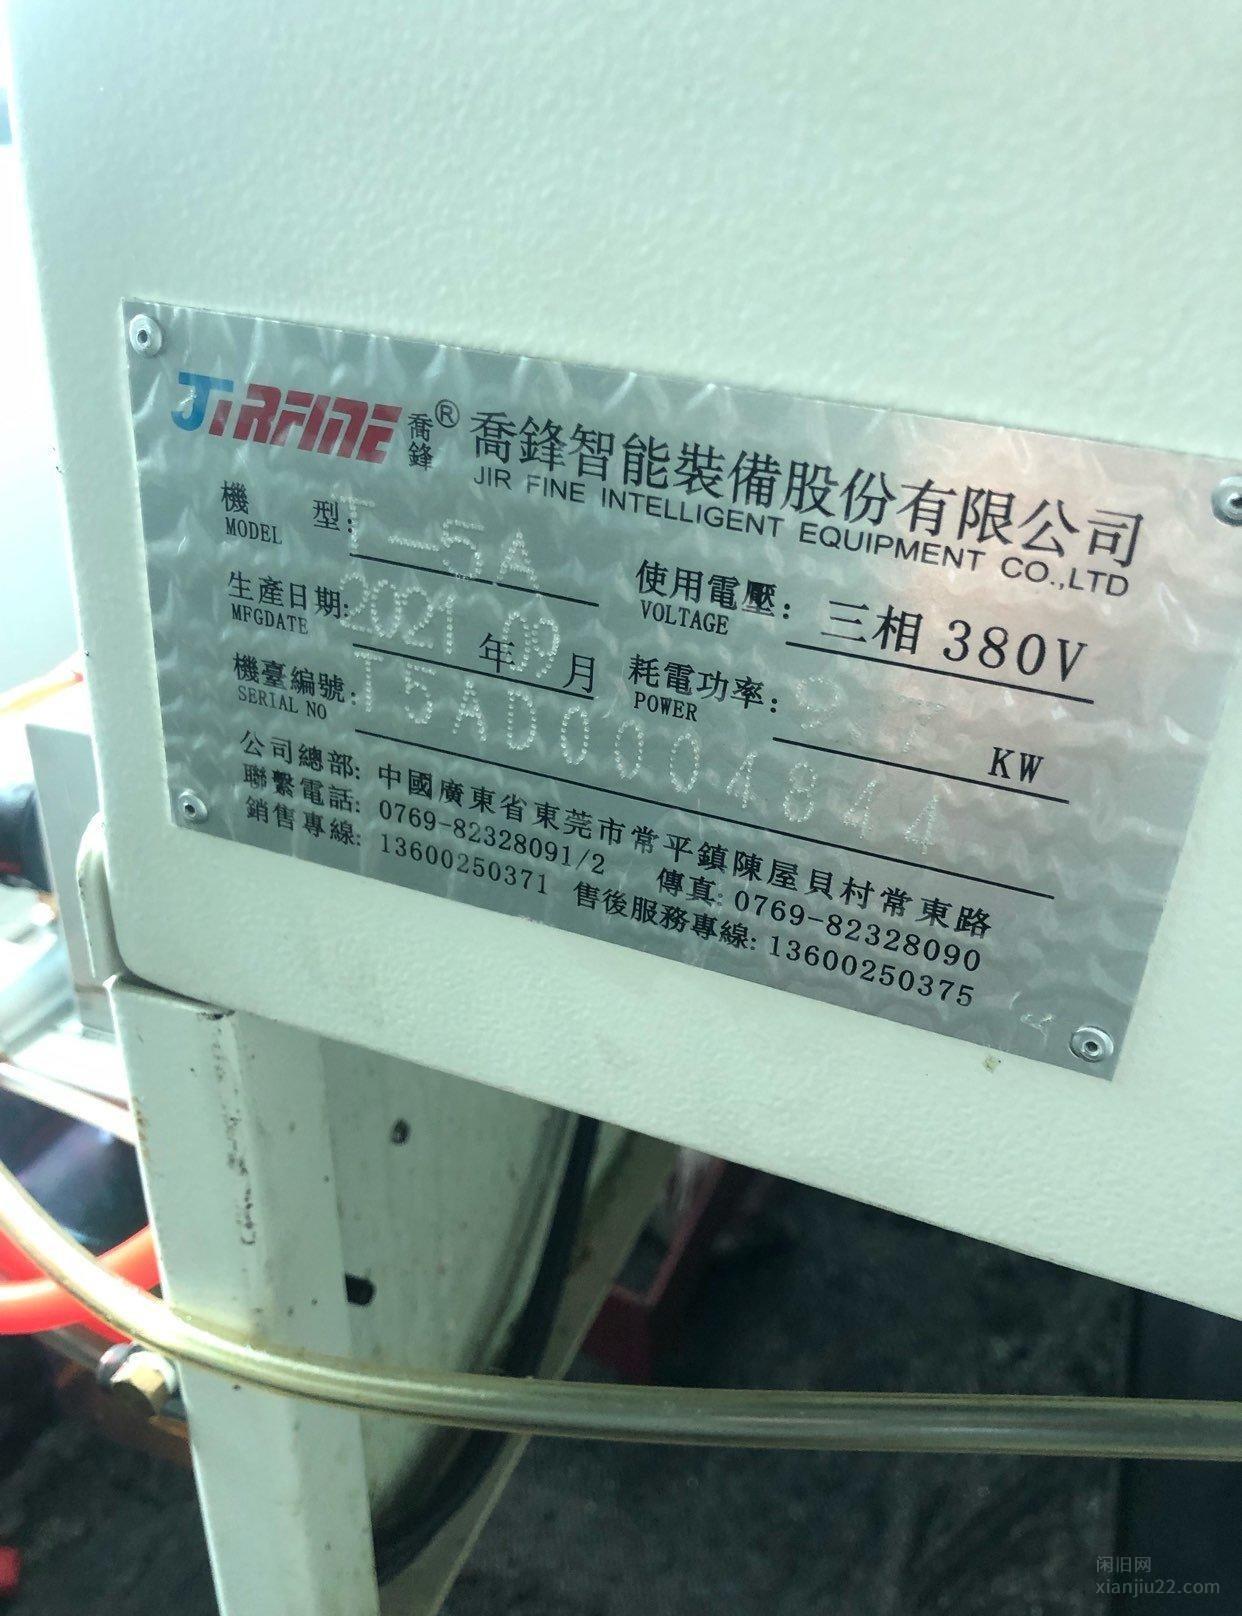 JIRFINE 喬鋒® 喬鋒智能裝備股份有限公司
JIR FINE INTELLIGENT EQUIPMENT CO.,LTD
機 型: T-5A
MODEL
使用電壓: 三相 380V
VOLTAGE
生產日期: 2021 年 09 月
MFGDATE
耗電功率: KW
POWER
機臺編號: T5AD0004844
SERIAL NO
公司總部: 中國廣東省東莞市常平鎮陳屋貝村常東路
聯繫電話: 0769-82328091/2 傳真: 0769-82328090
銷售專線: 13600250371 售後服務專線: 13600250375
闲旧网
xianjiu22.com